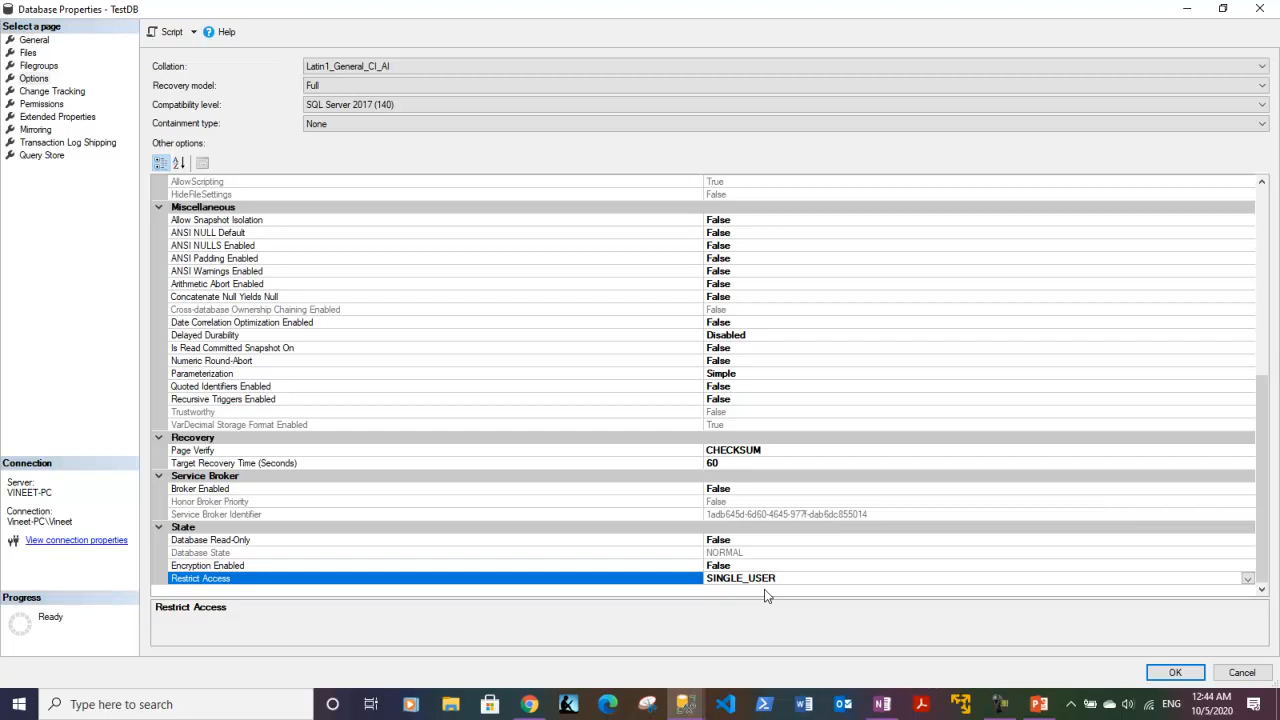 Database Properties - TestDB
Select a page
General
Files
Filegroups
Options
Change Tracking
Permissions
Extended Properties
Mirroring
Transaction Log Shipping
Query Store
Script
Help
Collation: Latin1_General_CI_AI
Recovery model: Full
Compatibility level: SQL Server 2017 (140)
Containment type: None
Other options:
AllowScripting True
HideFileSettings False
Miscellaneous
Allow Snapshot Isolation False
ANSI NULL Default False
ANSI NULLS Enabled False
ANSI Padding Enabled False
ANSI Warnings Enabled False
Arithmetic Abort Enabled False
Concatenate Null Yields Null False
Cross-database Ownership Chaining Enabled False
Date Correlation Optimization Enabled False
Delayed Durability Disabled
Is Read Committed Snapshot On False
Numeric Round-Abort False
Parameterization Simple
Quoted Identifiers Enabled False
Recursive Triggers Enabled False
Trustworthy False
VarDecimal Storage Format Enabled True
Recovery
Page Verify CHECKSUM
Target Recovery Time (Seconds) 60
Service Broker
Broker Enabled False
Honor Broker Priority False
Service Broker Identifier 1adb645d-6d60-4645-977f-dab6dc855014
State
Database Read-Only False
Database State NORMAL
Encryption Enabled False
Restrict Access SINGLE_USER
Restrict Access
Connection
Server:
VINEET-PC
Connection:
Vineet-PC\Vineet
View connection properties
Progress
Ready
OK
Cancel
Type here to search
ENG
12:44 AM
10/5/2020